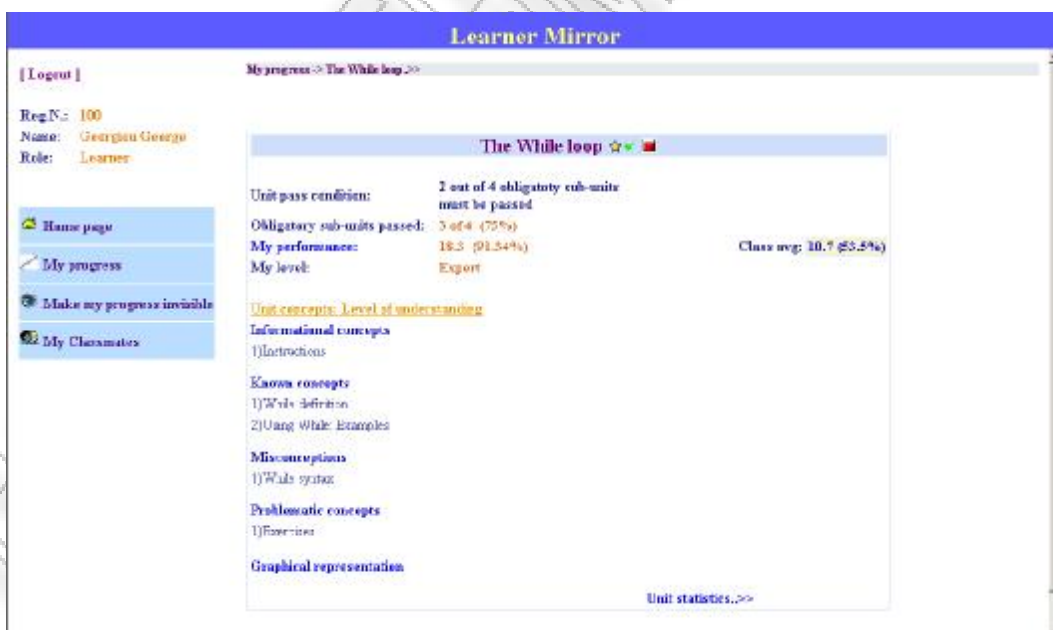 Learner Mirror
[ Logout ]
My progress -> The While loop..>>
Reg.N.: 100
Name: Georgiou George
Role: Learner
Home page
My progress
Make my progress invisible
My Classmates
The While loop
Unit pass condition: 2 out of 4 obligatoty sub-units
must be passed
Obligatory sub-units passed: 3 of 4 (75%)
My performance: 18.3 (91.54%) Class avg: 10.7 (53.5%)
My level: Expert
Unit concepts: Level of understanding
Informational concepts
1)Instructions
Known concepts
1)While definition
2)Using While: Examples
Misconceptions
1)While syntax
Problematic concepts
1)Exercises
Graphical representation
Unit statistics..>>